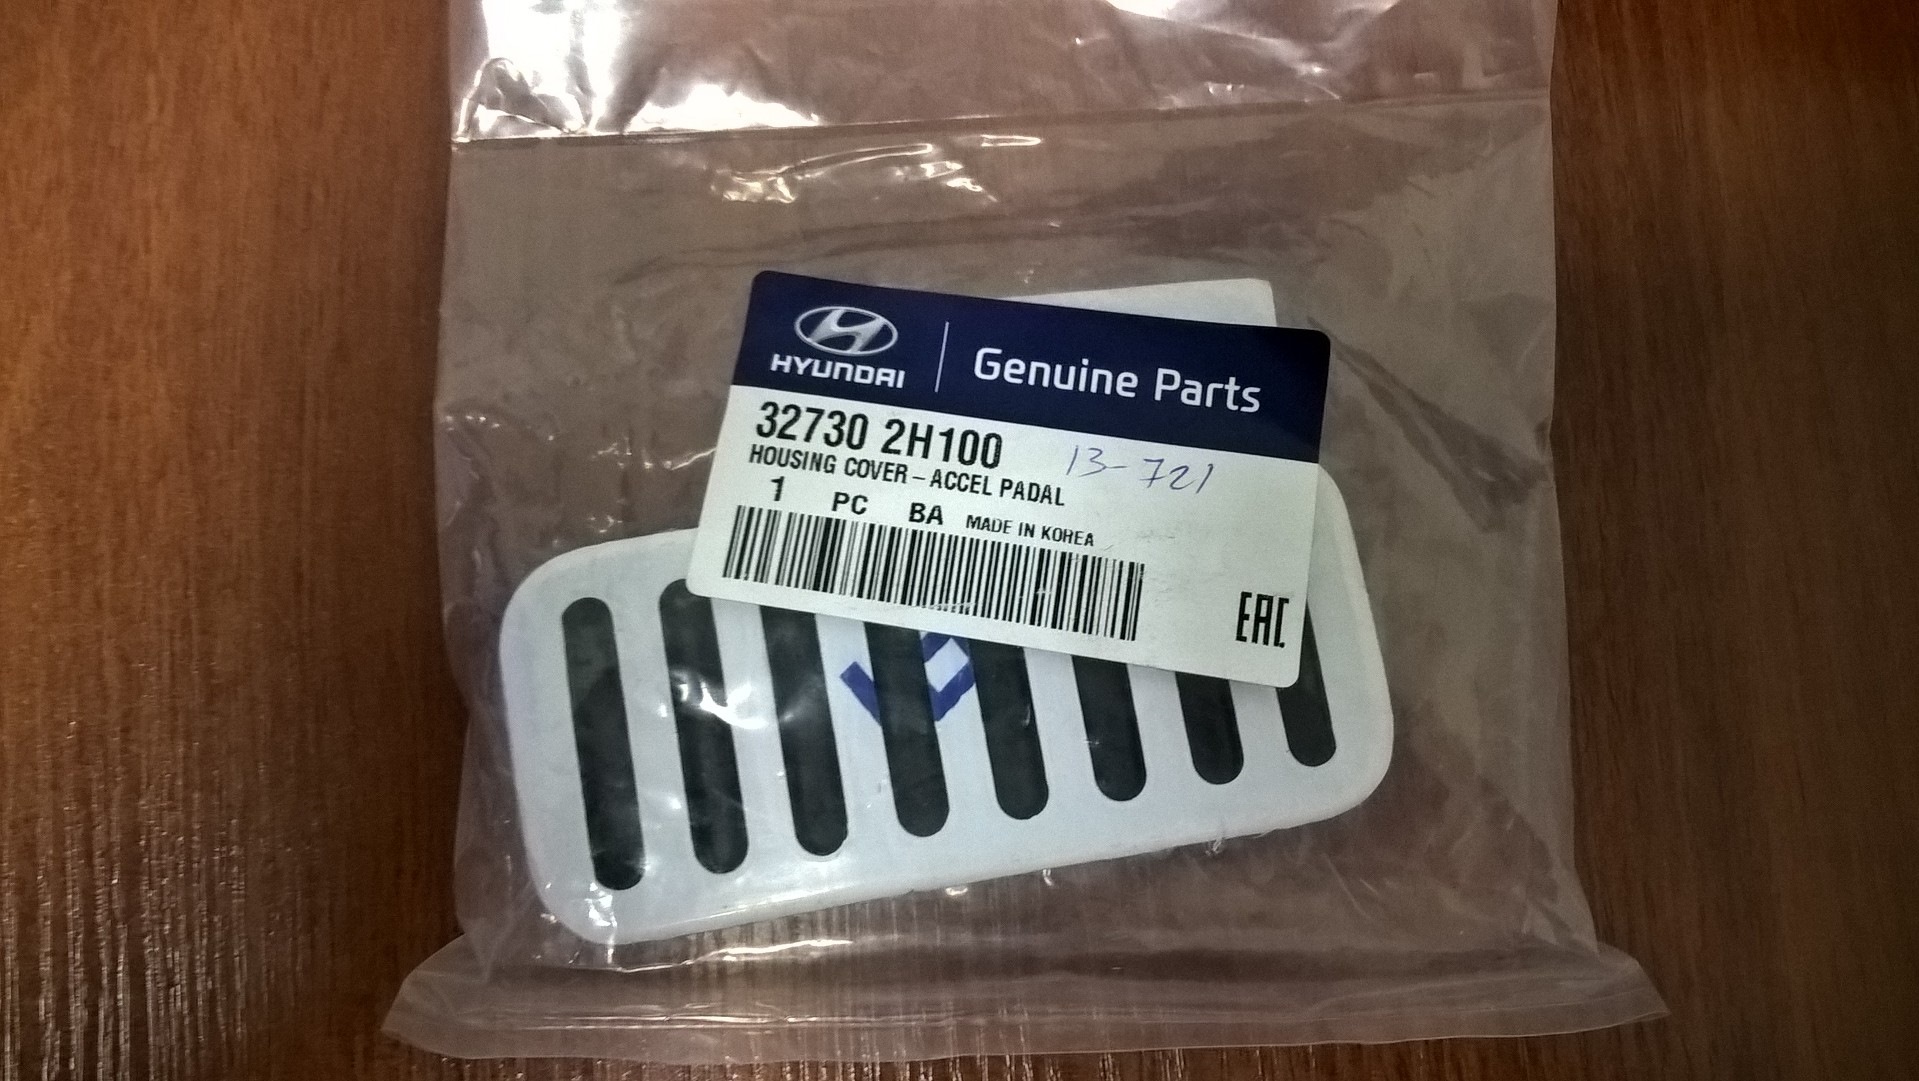 HYUNDAI
Genuine Parts
32730 2H100
13-721
HOUSING COVER - ACCEL PADAL
1 PC BA MADE IN KOREA
EAC